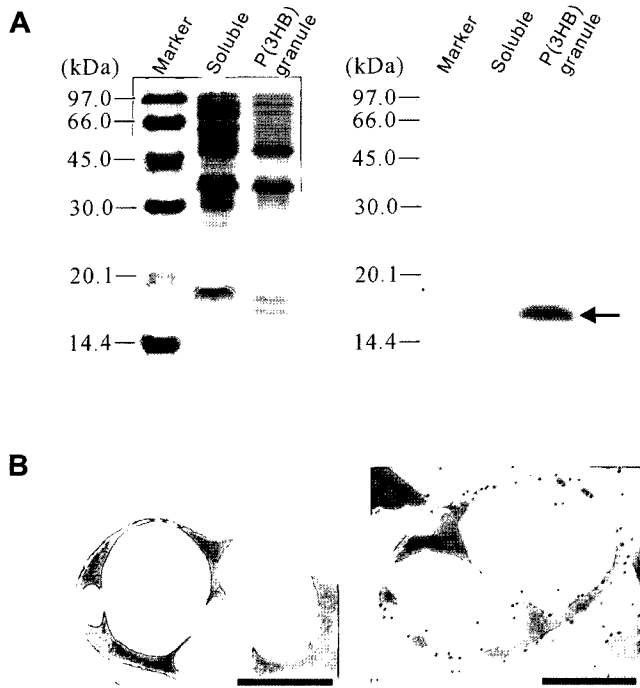 A
(kDa)
Marker
Soluble
P(3HB)
granule
97.0
66.0
45.0
30.0
20.1
14.4
Marker
Soluble
P(3HB)
granule
97.0
66.0
45.0
30.0
20.1
14.4
B